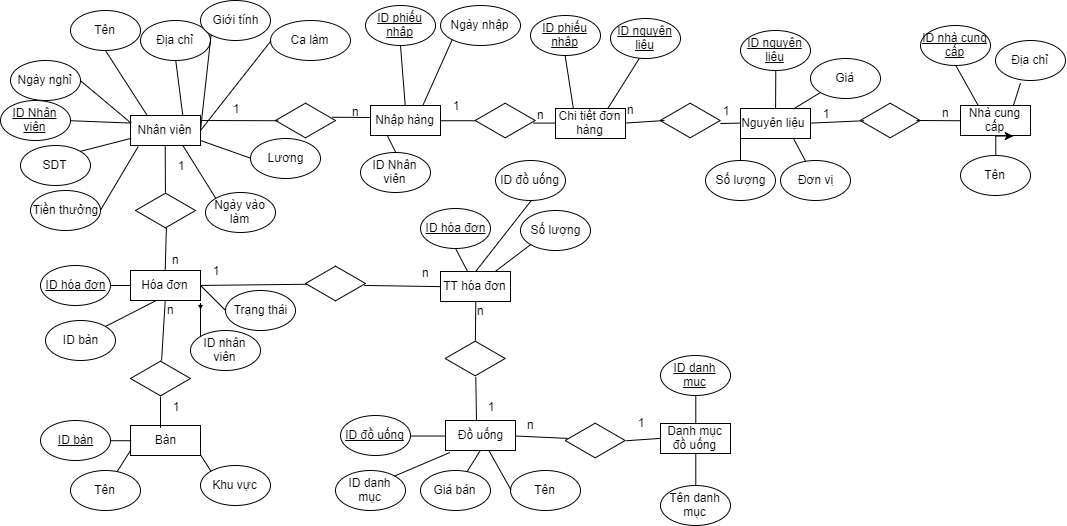 Tên
Địa chỉ
Giới tính
Ca làm
Ngày nghỉ
ID Nhân
viên
SDT
Tiền thưởng
Nhân viên
Lương
Ngày vào
làm
1
1
n
ID phiếu
nhập
Ngày nhập
Nhập hàng
ID Nhân
viên
1
n
ID phiếu
nhập
ID nguyên
liệu
Chi tiết đơn
hàng
n
1
ID nguyên
liệu
Giá
Nguyên liệu
Số lượng
Đơn vị
1
n
ID nhà cung
cấp
Địa chỉ
Nhà cung
cấp
Tên
n
ID hóa đơn
Hóa đơn
1
n
ID bàn
Trạng thái
ID nhân
viên
n
ID đồ uống
ID hóa đơn
Số lượng
TT hóa đơn
n
1
ID bàn
Bàn
Tên
Khu vực
1
ID đồ uống
Đồ uống
ID danh
mục
Giá bán
Tên
n
1
ID danh
mục
Danh mục
đồ uống
Tên danh
mục